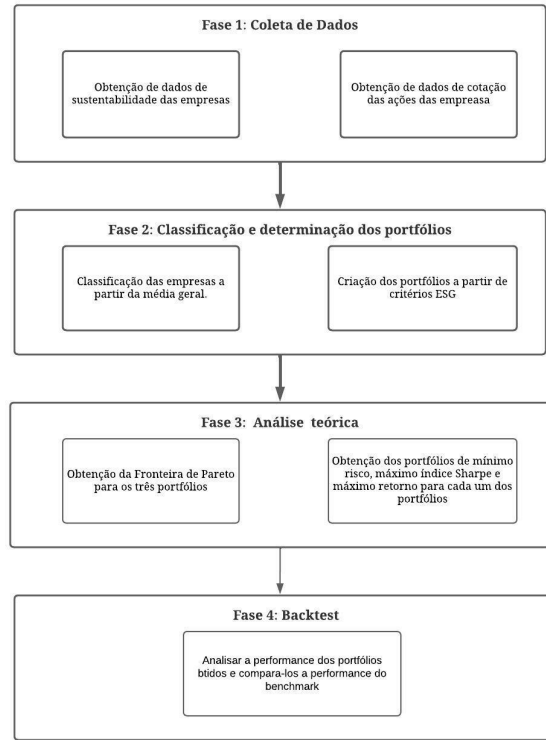 Fase 1: Coleta de Dados
Obtenção de dados de
sustentabilidade das empresas
Obtenção de dados de cotação
das ações das empreasa
Fase 2: Classificação e determinação dos portfólios
Classificação das empresas a
partir da média geral.
Criação dos portfólios a partir de
critérios ESG
Fase 3:  Análise  teórica
Obtenção da Fronteira de Pareto
para os três portfólios
Obtenção dos portfólios de mínimo
risco, máximo índice Sharpe e
máximo retorno para cada um dos
portfólios
Fase 4: Backtest
Analisar a performance dos portfólios
btidos e compara-los a performance do
benchmark